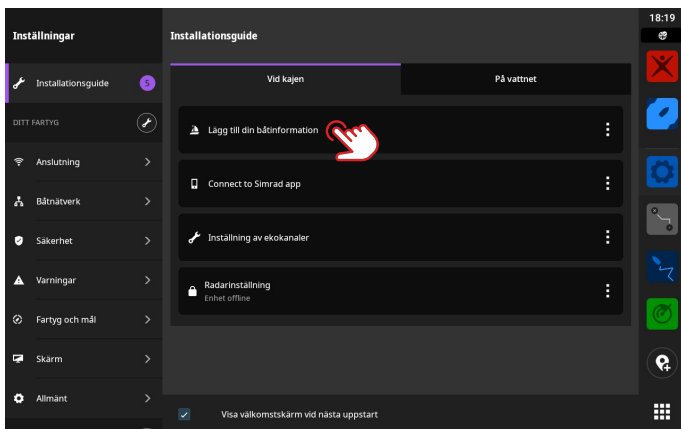 18:19
Inställningar
Installationsguide
Installationsguide
5
Vid kajen
På vattnet
DITT FARTYG
Lägg till din båtinformation
Anslutning
Connect to Simrad app
Båtnätverk
Säkerhet
Inställning av ekokanaler
Varningar
Radarinställning
Enhet offline
Fartyg och mål
Skärm
Allmänt
Visa välkomstskärm vid nästa uppstart